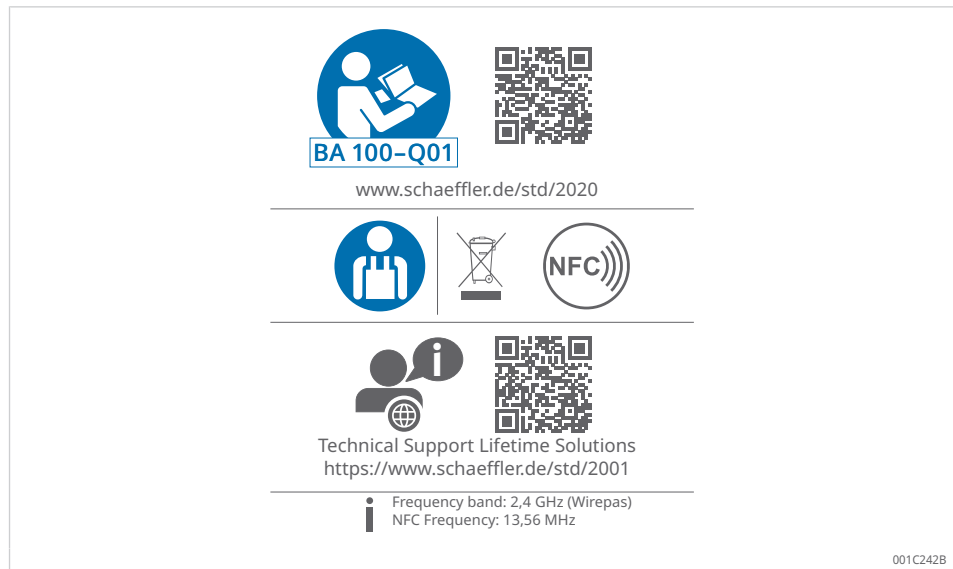 BA 100–Q01
www.schaeffler.de/std/2020
NFC
Technical Support Lifetime Solutions
https://www.schaeffler.de/std/2001
i Frequency band: 2,4 GHz (Wirepas)
NFC Frequency: 13,56 MHz
001C242B